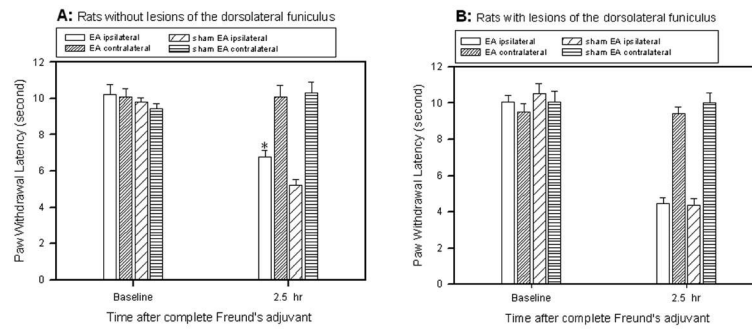 A: Rats without lesions of the dorsolateral funiculus
EA ipsilateral
sham EA ipsilateral
EA contralateral
sham EA contralateral
Paw Withdrawal Latency (second)
12
10
8
6
4
2
0
*
Baseline
2.5 hr
Time after complete Freund's adjuvant
B: Rats with lesions of the dorsolateral funiculus
EA ipsilateral
sham EA ipsilateral
EA contralateral
sham EA contralateral
Paw Withdrawal Latency (second)
12
10
8
6
4
2
0
Baseline
2.5 hr
Time after complete Freund's adjuvant